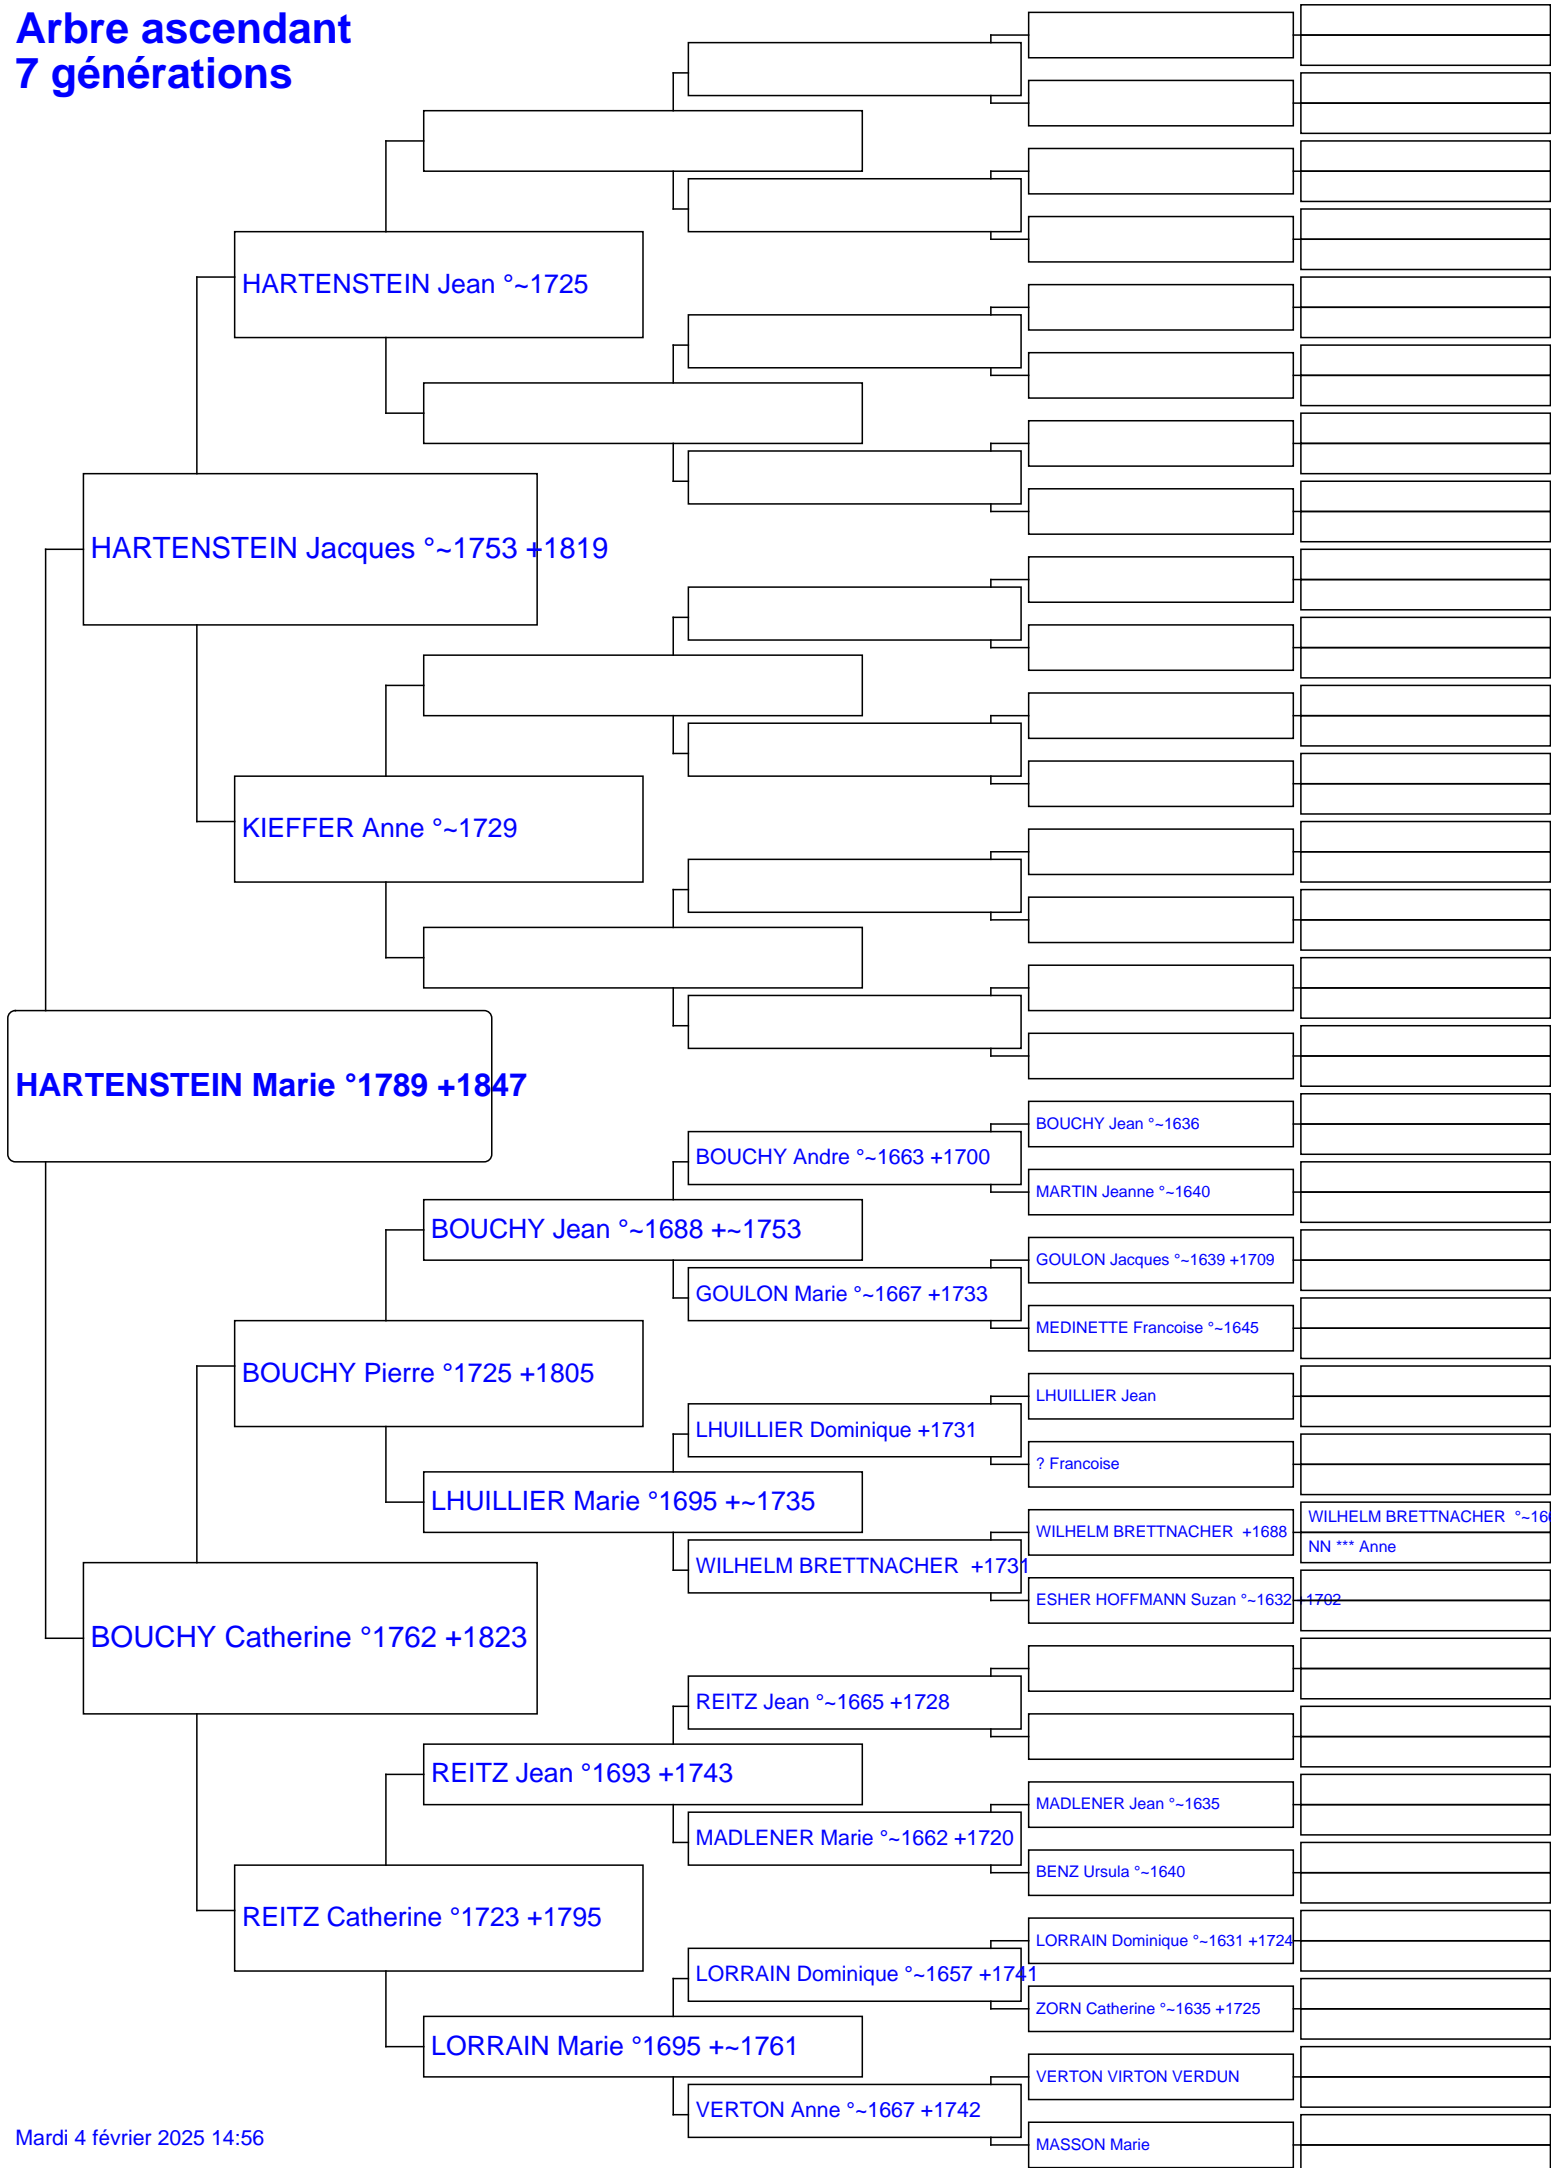 Arbre ascendant
7 générations
HARTENSTEIN Jean °~1725
HARTENSTEIN Jacques °~1753 +1819
KIEFFER Anne °~1729
HARTENSTEIN Marie °1789 +1847
BOUCHY Jean °~1636
BOUCHY Andre °~1663 +1700
MARTIN Jeanne °~1640
BOUCHY Jean °~1688 +~1753
GOULON Jacques °~1639 +1709
GOULON Marie °~1667 +1733
MEDINETTE Francoise °~1645
BOUCHY Pierre °1725 +1805
LHUILLIER Jean
LHUILLIER Dominique +1731
? Francoise
LHUILLIER Marie °1695 +~1735
WILHELM BRETTNACHER °~16
WILHELM BRETTNACHER +1688
NN *** Anne
WILHELM BRETTNACHER +1731
ESHER HOFFMANN Suzan °~1632 +1702
BOUCHY Catherine °1762 +1823
REITZ Jean °~1665 +1728
REITZ Jean °1693 +1743
MADLENER Jean °~1635
MADLENER Marie °~1662 +1720
BENZ Ursula °~1640
REITZ Catherine °1723 +1795
LORRAIN Dominique °~1631 +1724
LORRAIN Dominique °~1657 +1741
ZORN Catherine °~1635 +1725
LORRAIN Marie °1695 +~1761
VERTON VIRTON VERDUN
VERTON Anne °~1667 +1742
MASSON Marie
Mardi 4 février 2025 14:56